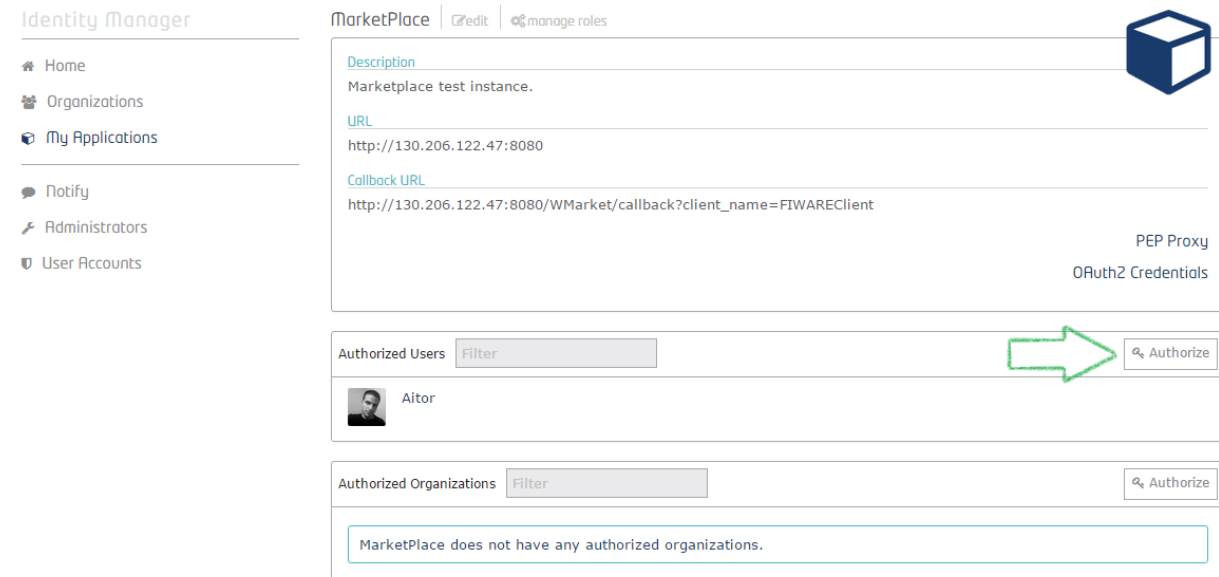 Identity Manager
Home
Organizations
My Applications
Notify
Administrators
User Accounts
MarketPlace edit manage roles
Description
Marketplace test instance.
URL
http://130.206.122.47:8080
Callback URL
http://130.206.122.47:8080/WMarket/callback?client_name=FIWAREClient
PEP Proxy
OAuth2 Credentials
Authorized Users Filter Authorize
Aitor
Authorized Organizations Filter Authorize
MarketPlace does not have any authorized organizations.